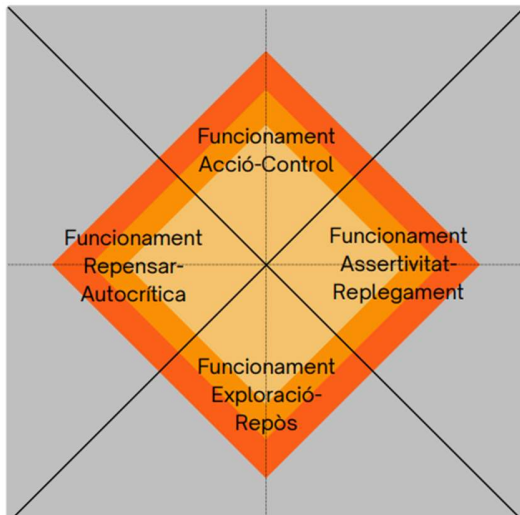 Funcionament
Acció-Control
Funcionament
Repensar-
Autocrítica
Funcionament
Assertivitat-
Replegament
Funcionament
Exploració-
Repòs